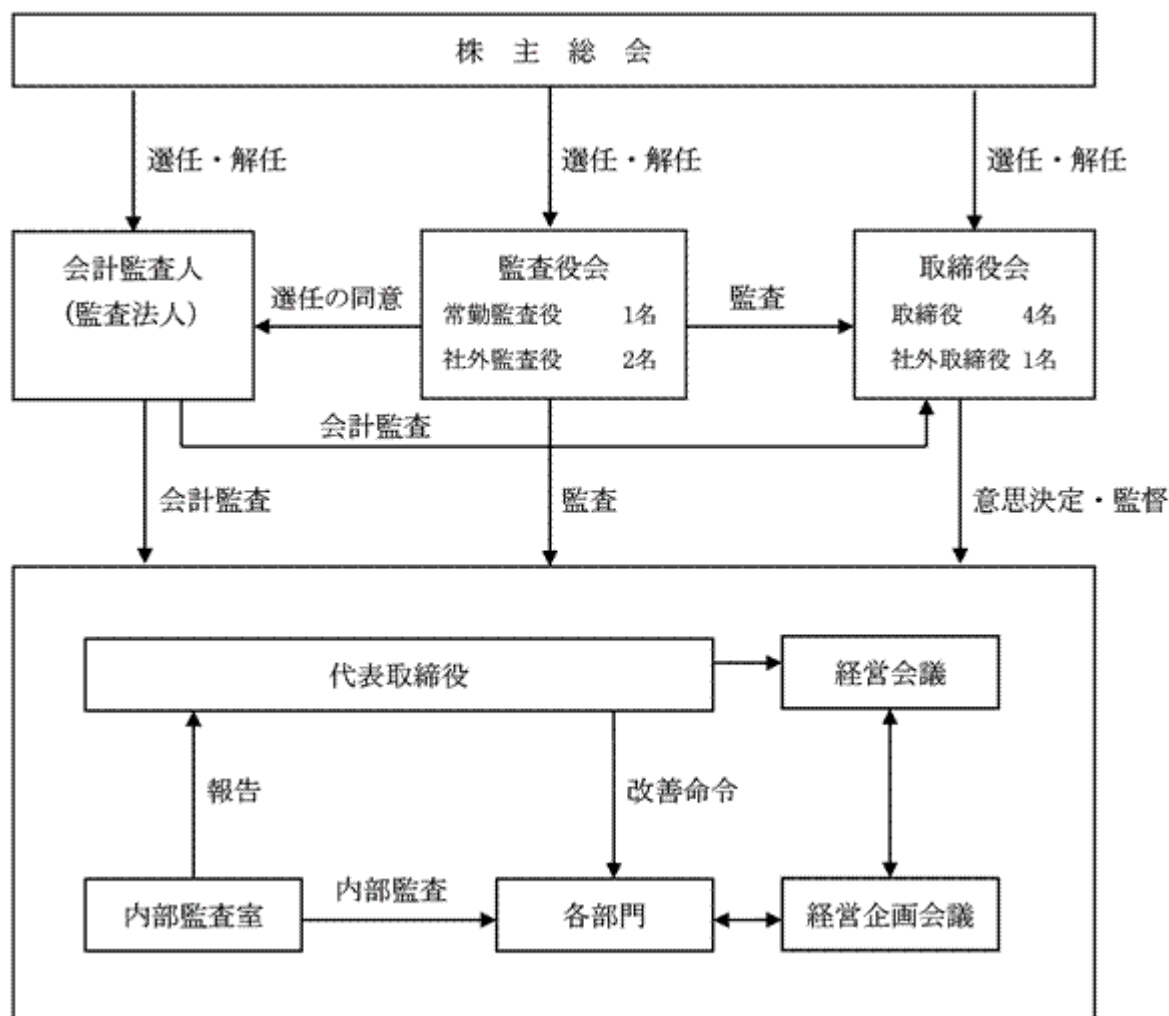 株 主 総 会
選任・解任
選任・解任
選任・解任
会計監査人
(監査法人)
選任の同意
監査役会
常勤監査役 1名
社外監査役 2名
監査
取締役会
取締役 4名
社外取締役 1名
会計監査
会計監査
監査
意思決定・監督
代表取締役
経営会議
報告
改善命令
内部監査室
内部監査
各部門
経営企画会議